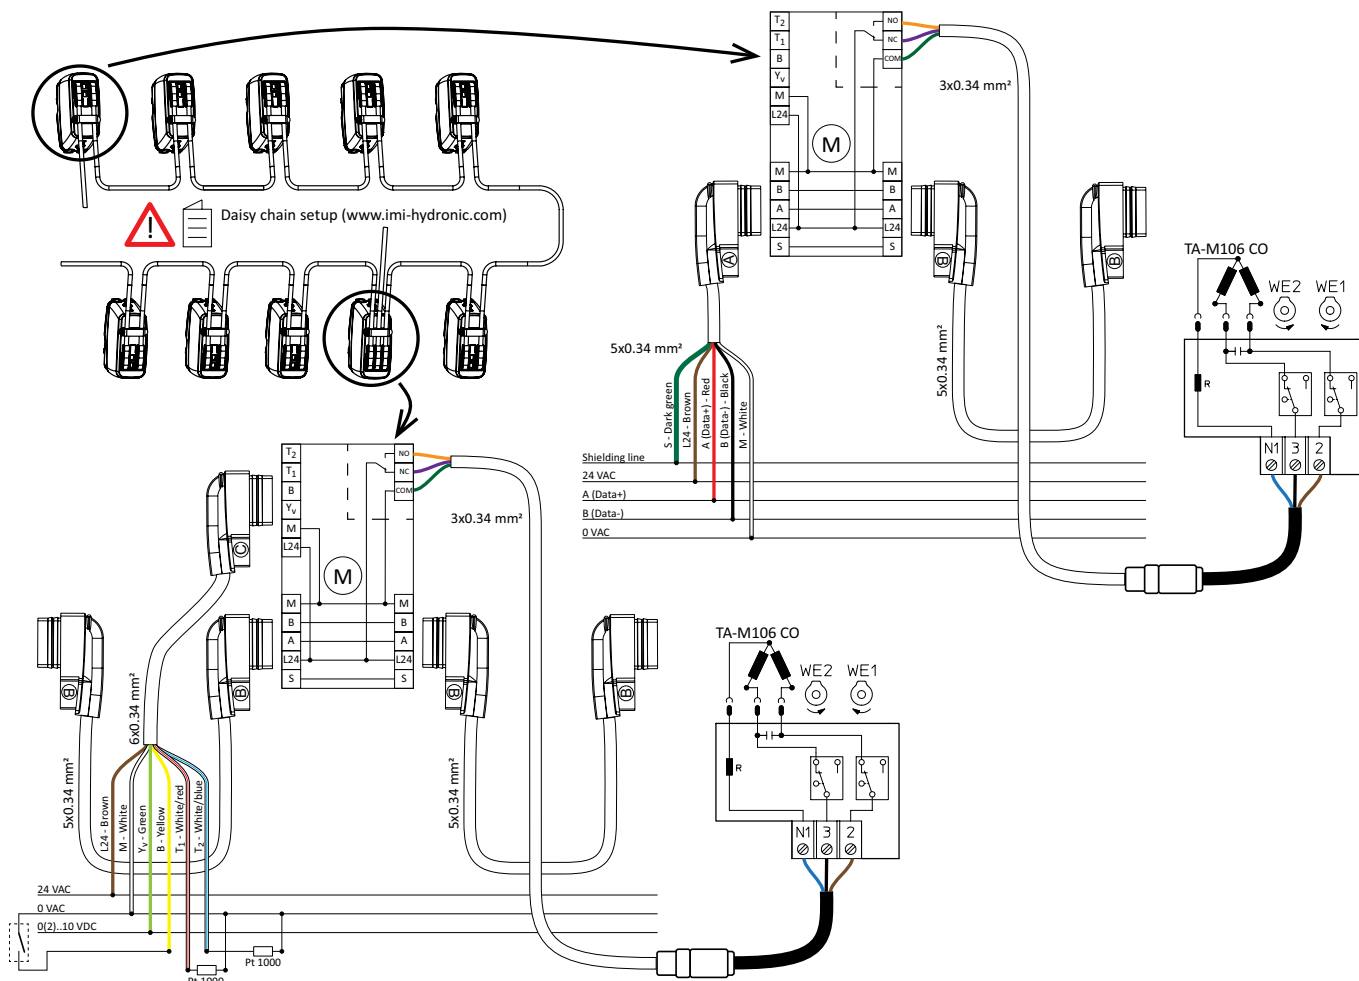 T2
T1
B
Yv
M
L24
NO
NC
COM
3x0.34 mm²
M
M
B
A
L24
S
M
B
A
L24
S
Daisy chain setup (www.imi-hydronic.com)
!
A
B
B
TA-M106 CO
WE2
WE1
R
N1
3
2
5x0.34 mm²
5x0.34 mm²
S - Dark green
L24 - Brown
A (Data+) - Red
B (Data-) - Black
M - White
Shielding line
24 VAC
A (Data+)
B (Data-)
0 VAC
T2
T1
B
Yv
M
L24
NO
NC
COM
3x0.34 mm²
M
M
B
A
L24
S
M
B
A
L24
S
C
B
B
B
B
TA-M106 CO
WE2
WE1
R
N1
3
2
5x0.34 mm²
6x0.34 mm²
5x0.34 mm²
L24 - Brown
M - White
Yv - Green
B - Yellow
T1 - White/red
T2 - White/blue
24 VAC
0 VAC
0(2)..10 VDC
Pt 1000
Pt 1000